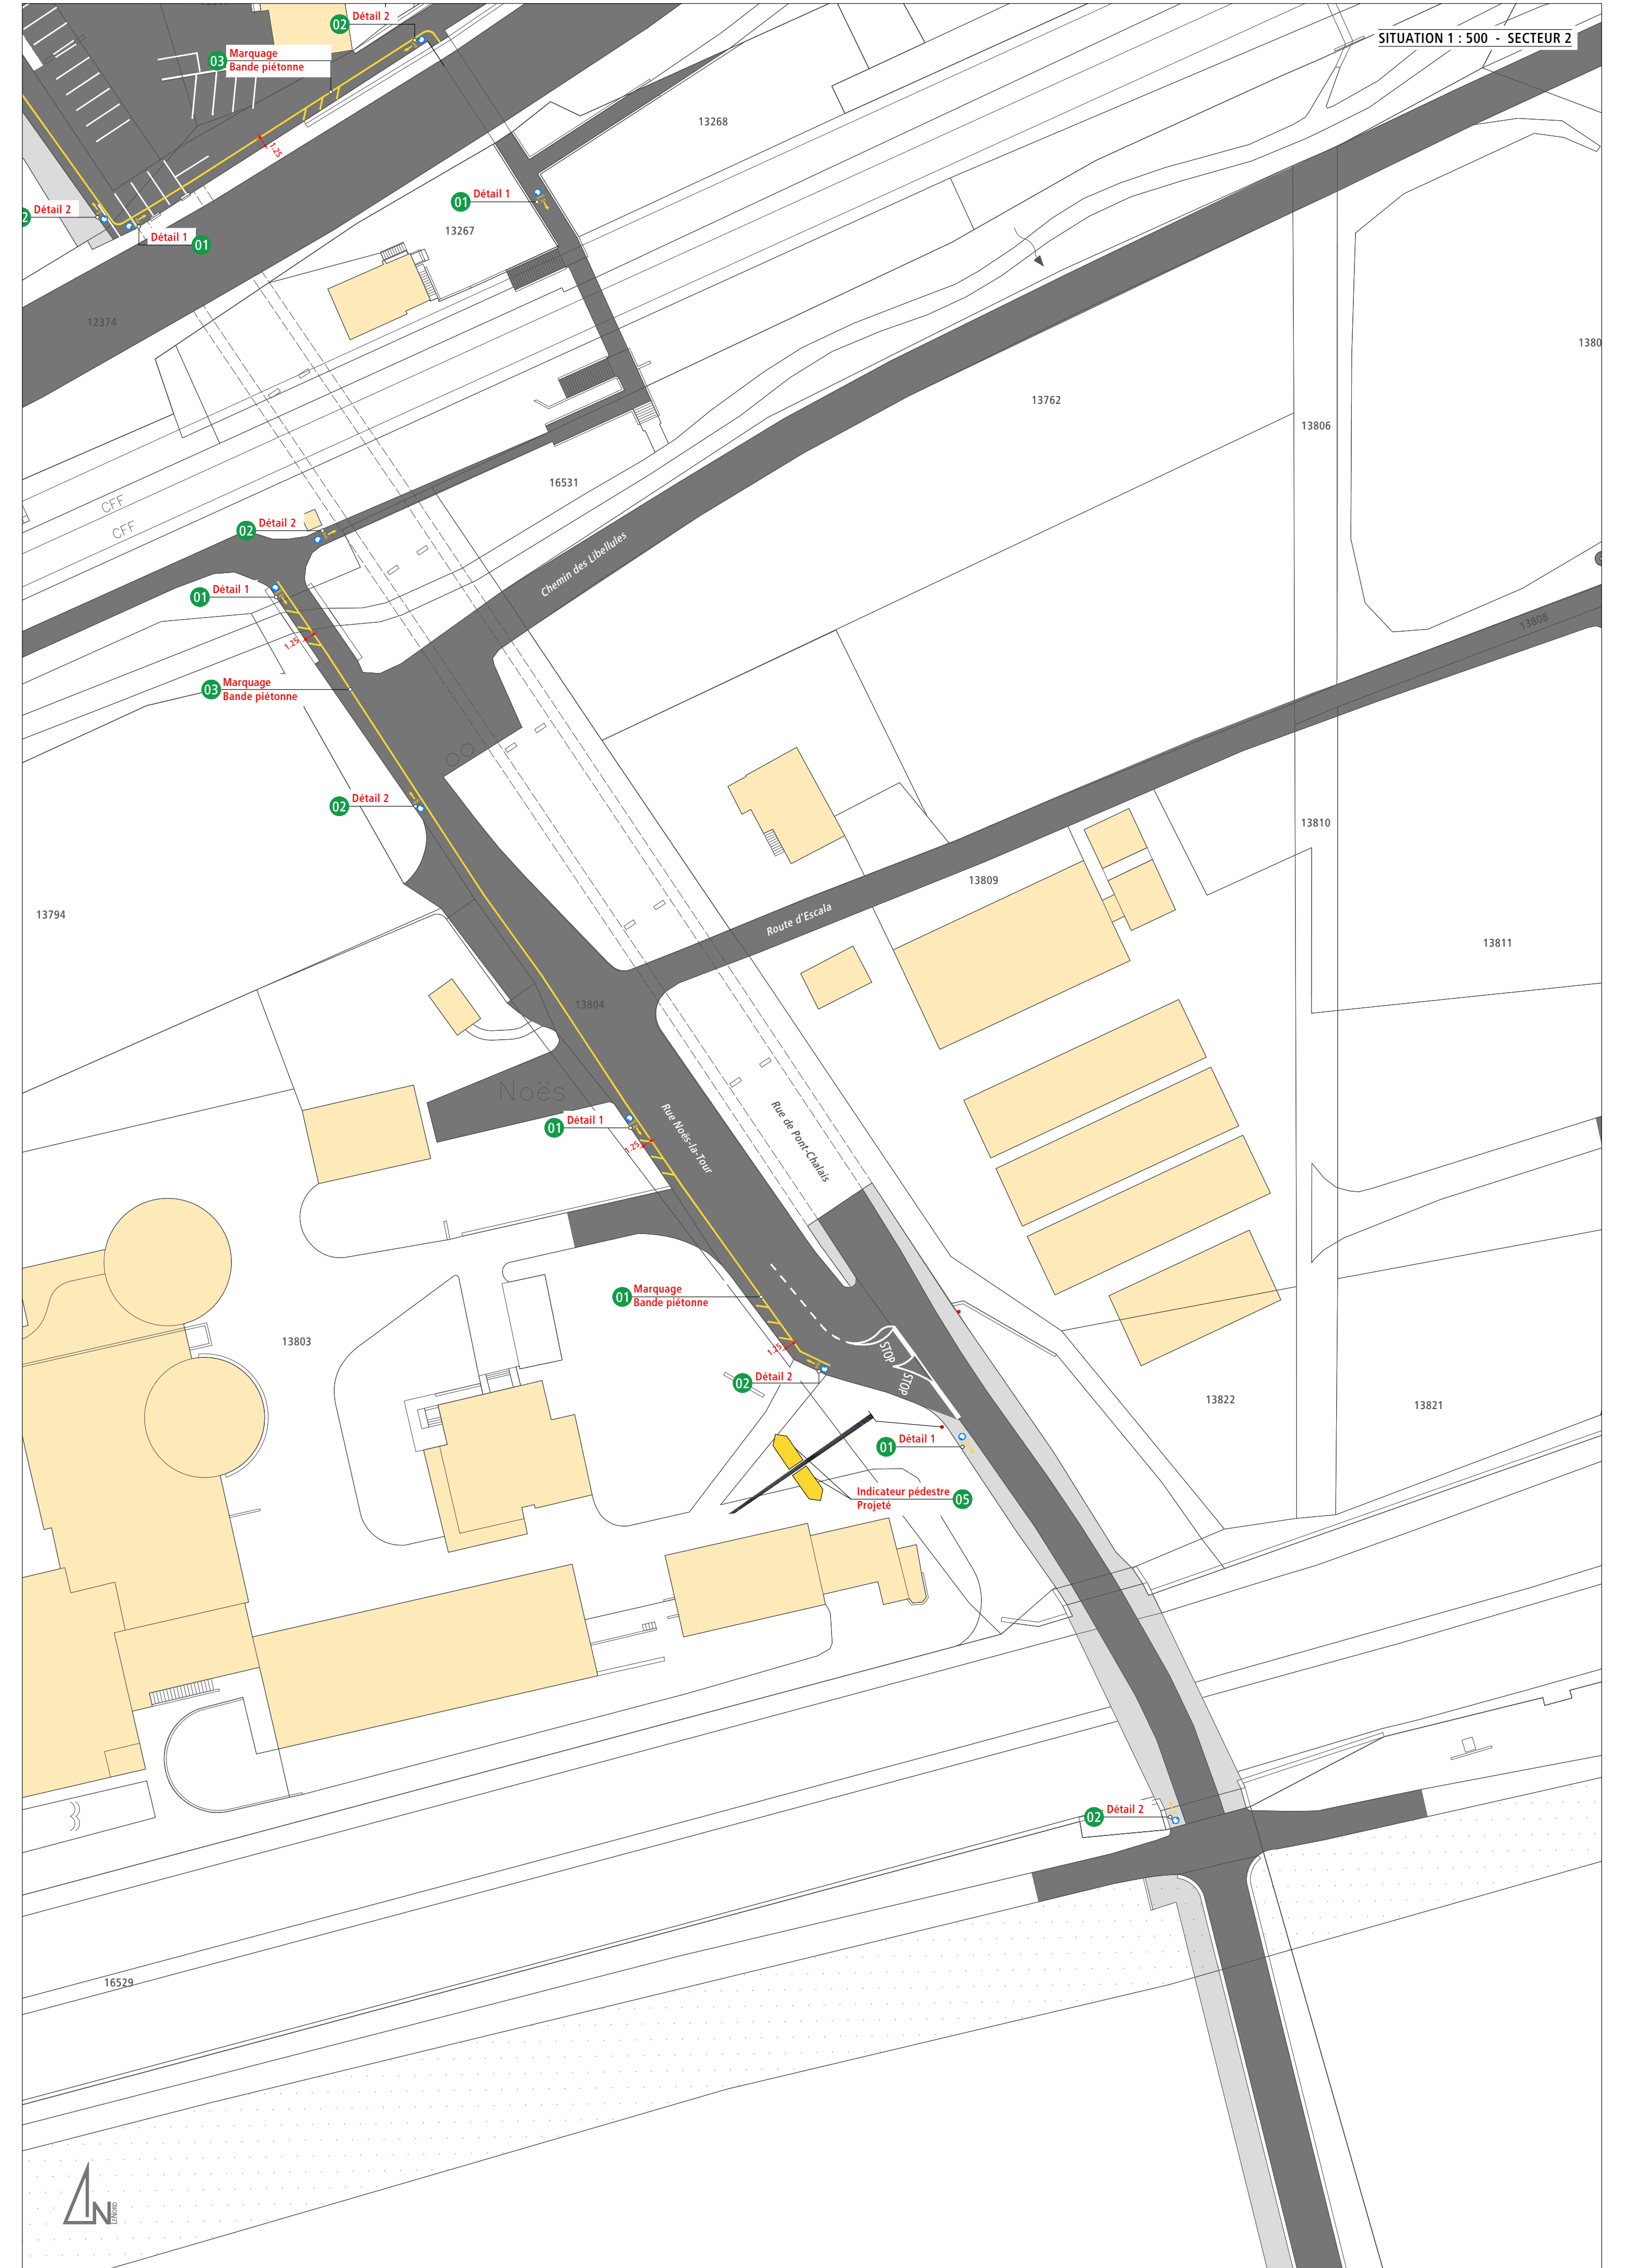 SITUATION 1 : 500 - SECTEUR 2
02 Détail 2
03 Marquage
Bande piétonne
13268
1.25
01 Détail 1
2 Détail 2
Détail 1 01
13267
12374
1380
13762
13806
16531
CFF
CFF
02 Détail 2
Chemin des Libellules
01 Détail 1
13808
1.25
03 Marquage
Bande piétonne
02 Détail 2
13810
13809
13794
Route d'Escala
13811
13804
Noës
01 Détail 1
Rue Noës-la-Tour
Rue de Pont-Chalais
1.25
01 Marquage
Bande piétonne
13803
1.25
STOP
STOP
02 Détail 2
13822
13821
01 Détail 1
Indicateur pédestre
Projeté
05
02 Détail 2
16529
N
LENORD